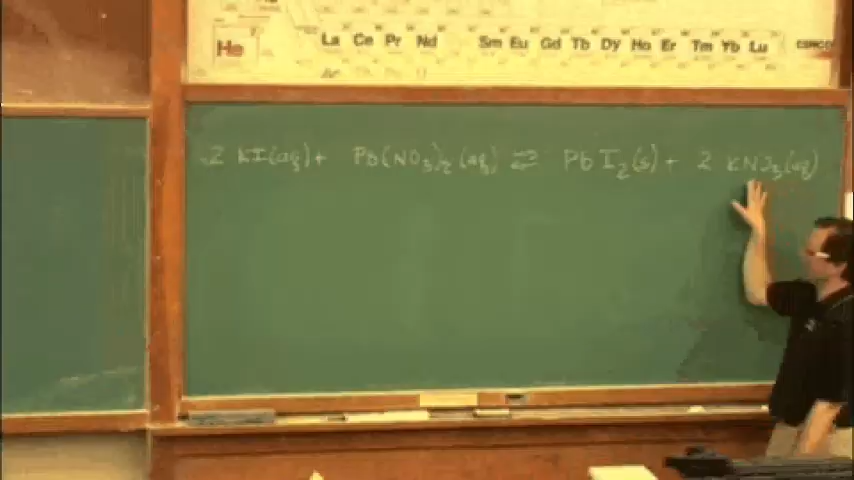 He
La Ce Pr Nd Sm Eu Gd Tb Dy Ho Er Tm Yb Lu
2 KI(aq) + Pb(NO₃)₂(aq) ⇌ PbI₂(s) + 2 KNO₃(aq)